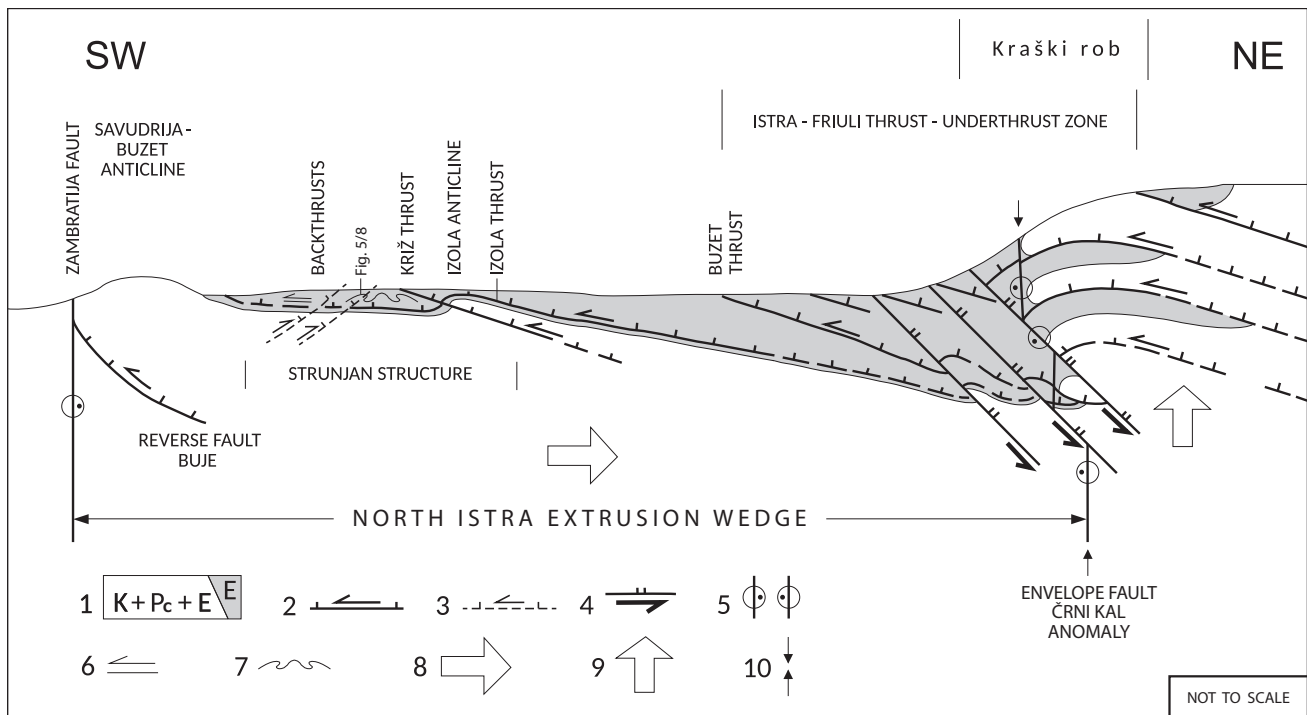 SW
Kraški rob
NE
ISTRA - FRIULI THRUST - UNDERTHRUST ZONE
ZAMBRATIJA FAULT
SAVUDRIJA -
BUZET
ANTICLINE
BACKTHRUSTS
Fig. 5/8
KRIŽ THRUST
IZOLA ANTICLINE
IZOLA THRUST
BUZET
THRUST
STRUNJAN STRUCTURE
REVERSE FAULT
BUJE
NORTH ISTRA EXTRUSION WEDGE
ENVELOPE FAULT
ČRNI KAL
ANOMALY
1 K + Pc + E E 2 3 4 5
6 7 8 9 10
NOT TO SCALE